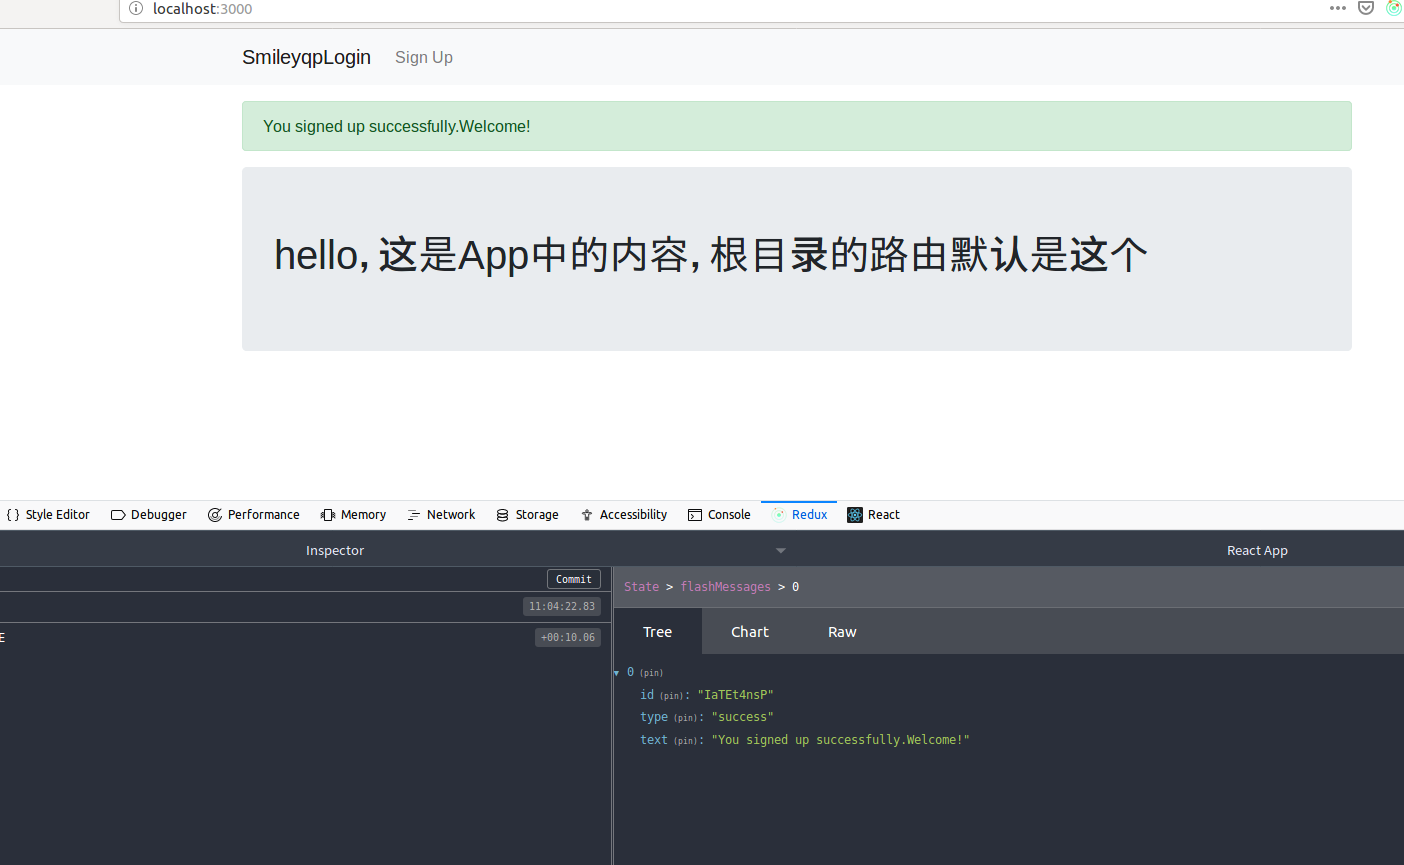 localhost:3000
SmileyqpLogin Sign Up
You signed up successfully.Welcome!
hello, 这是App中的内容, 根目录的路由默认是这个
{ } Style Editor Debugger Performance Memory Network Storage Accessibility Console Redux React
Inspector React App
Commit
State > flashMessages > 0
11:04:22.83
E +00:10.06
Tree Chart Raw
0 (pin)
id (pin): "IaTEt4nsP"
type (pin): "success"
text (pin): "You signed up successfully.Welcome!"